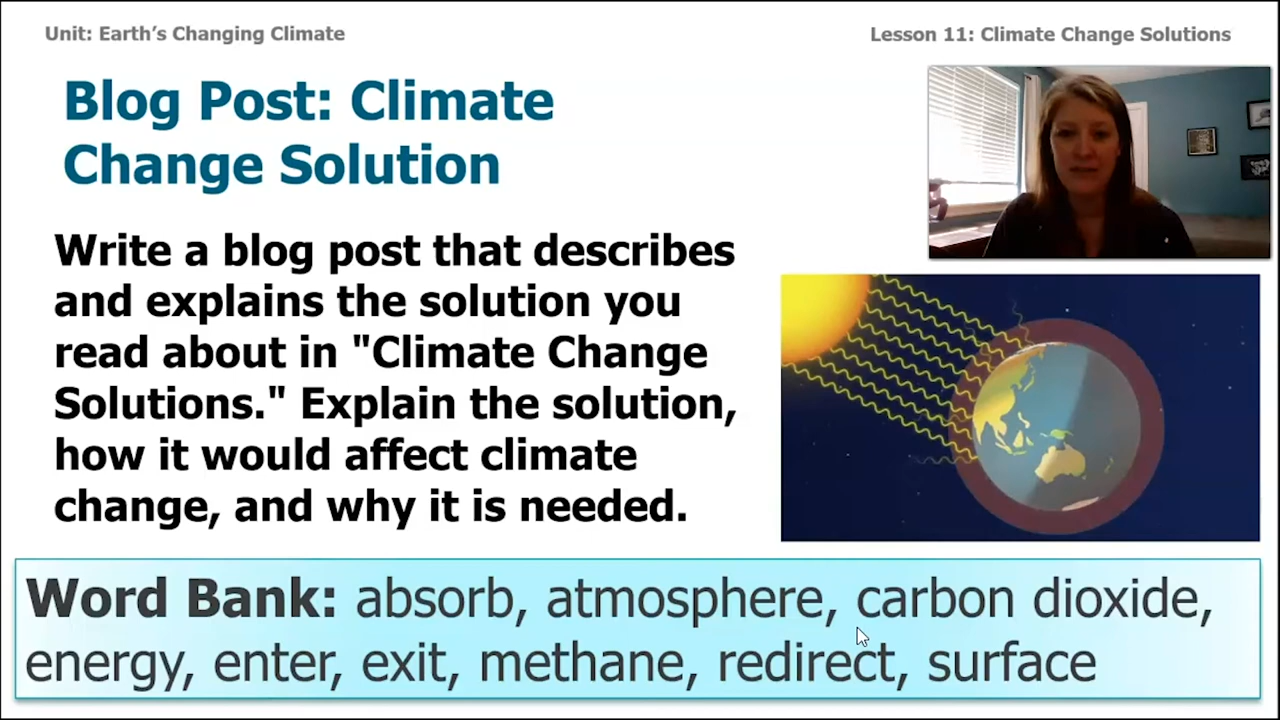 Unit: Earth's Changing Climate
Lesson 11: Climate Change Solutions
Blog Post: Climate
Change Solution
Write a blog post that describes
and explains the solution you
read about in "Climate Change
Solutions." Explain the solution,
how it would affect climate
change, and why it is needed.
Word Bank: absorb, atmosphere, carbon dioxide,
energy, enter, exit, methane, redirect, surface